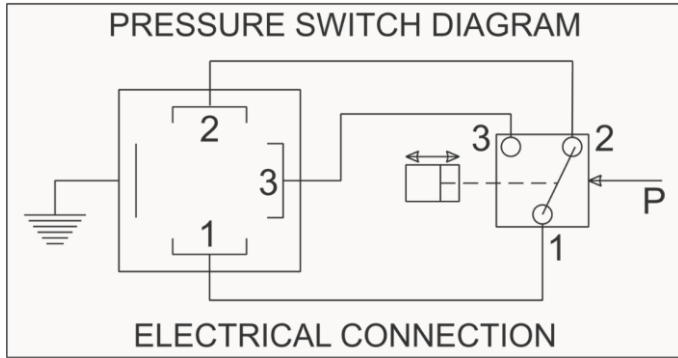 PRESSURE SWITCH DIAGRAM
2
3
1
3
2
P
1
ELECTRICAL CONNECTION